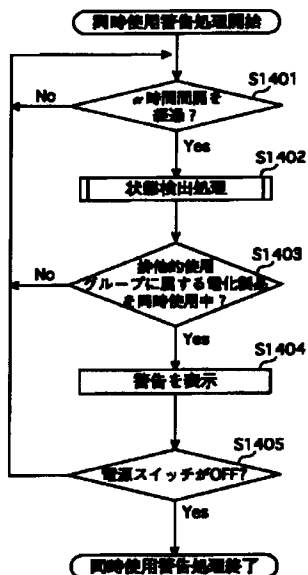 同時使用警告処理開始
S1401
時間間隔を
経過?
No
Yes
S1402
状態検出処理
S1403
排他的使用
グループに属する電化製品
を同時使用中?
No
Yes
S1404
警告を表示
S1405
電源スイッチがOFF?
No
Yes
同時使用警告処理終了